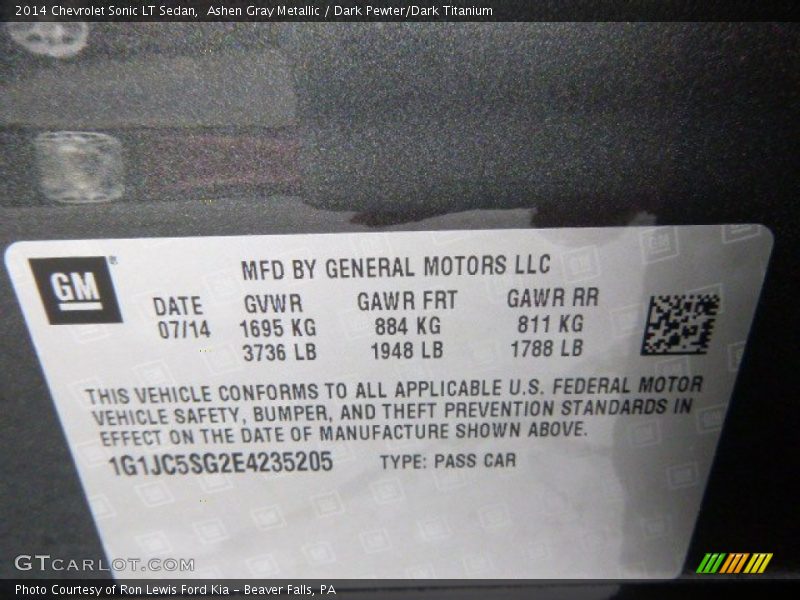 2014 Chevrolet Sonic LT Sedan, Ashen Gray Metallic / Dark Pewter/Dark Titanium
GM®
MFD BY GENERAL MOTORS LLC
DATE GVWR GAWR FRT GAWR RR
07/14 1695 KG 884 KG 811 KG
3736 LB 1948 LB 1788 LB
THIS VEHICLE CONFORMS TO ALL APPLICABLE U.S. FEDERAL MOTOR
VEHICLE SAFETY, BUMPER, AND THEFT PREVENTION STANDARDS IN
EFFECT ON THE DATE OF MANUFACTURE SHOWN ABOVE.
1G1JC5SG2E4235205 TYPE: PASS CAR
GTCARLOT.COM
Photo Courtesy of Ron Lewis Ford Kia – Beaver Falls, PA